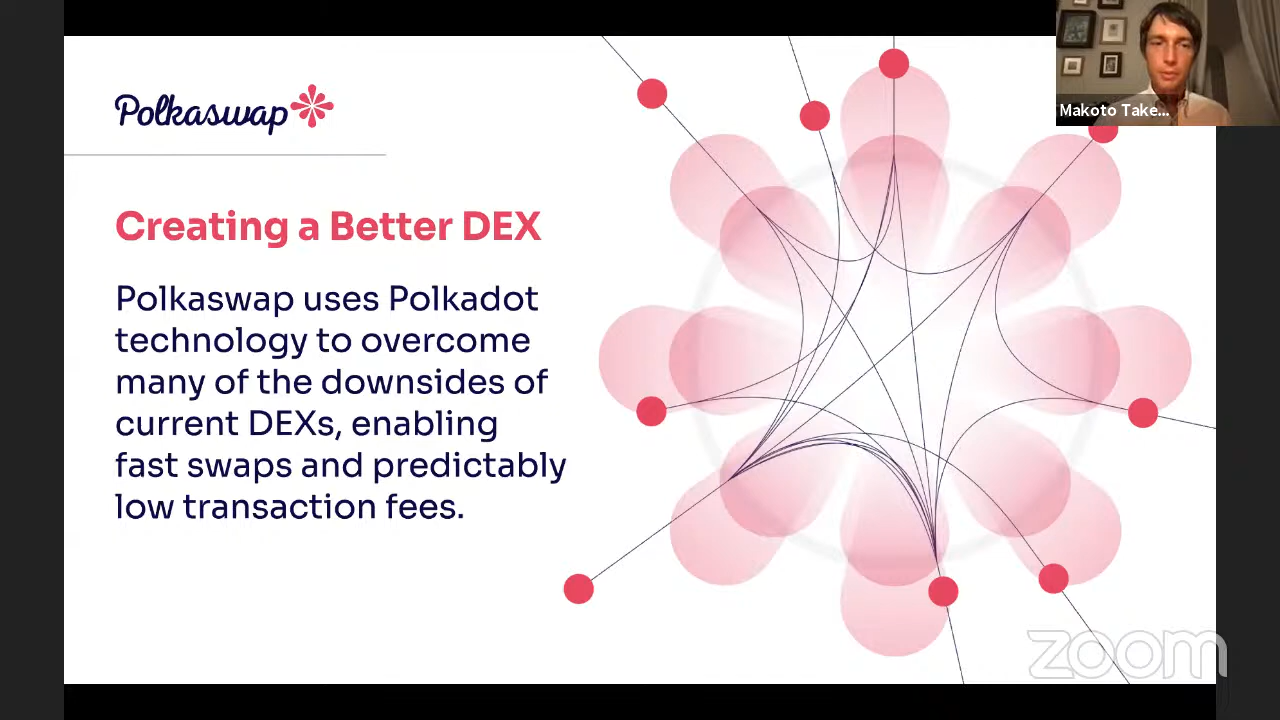 Polkaswap
Makoto Take...
Creating a Better DEX
Polkaswap uses Polkadot
technology to overcome
many of the downsides of
current DEXs, enabling
fast swaps and predictably
low transaction fees.
zoom